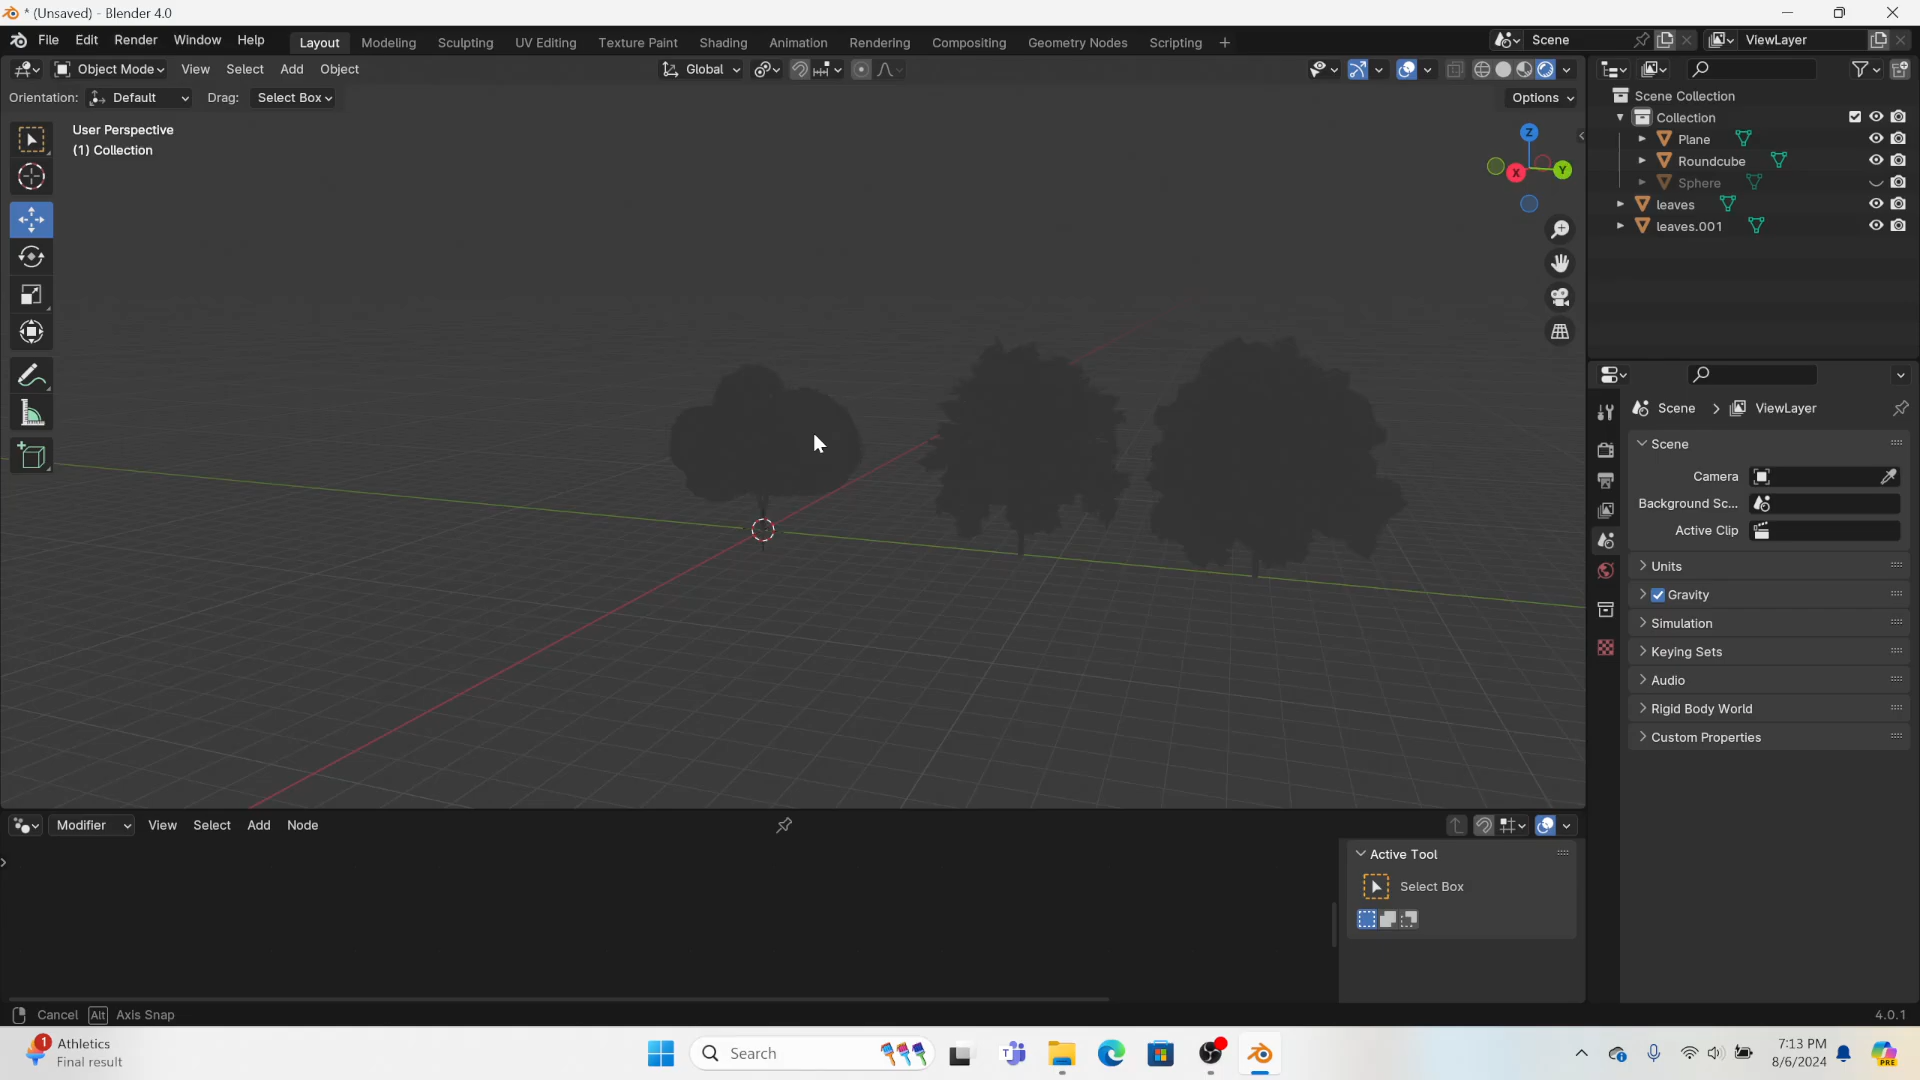 * (Unsaved) - Blender 4.0
File Edit Render Window Help Layout Modeling Sculpting UV Editing Texture Paint Shading Animation Rendering Compositing Geometry Nodes Scripting + Scene ViewLayer
Object Mode View Select Add Object Global
Orientation: Default Drag: Select Box Options
User Perspective
(1) Collection
Z
X
Y
Scene Collection
Collection
Plane
Roundcube
Sphere
leaves
leaves.001
Scene > ViewLayer
Scene
Camera
Background Sc...
Active Clip
Units
Gravity
Simulation
Keying Sets
Audio
Rigid Body World
Custom Properties
Modifier View Select Add Node
Active Tool
Select Box
Cancel Alt Axis Snap 4.0.1
1
Athletics
Final result
Search
7:13 PM
8/6/2024
PRE